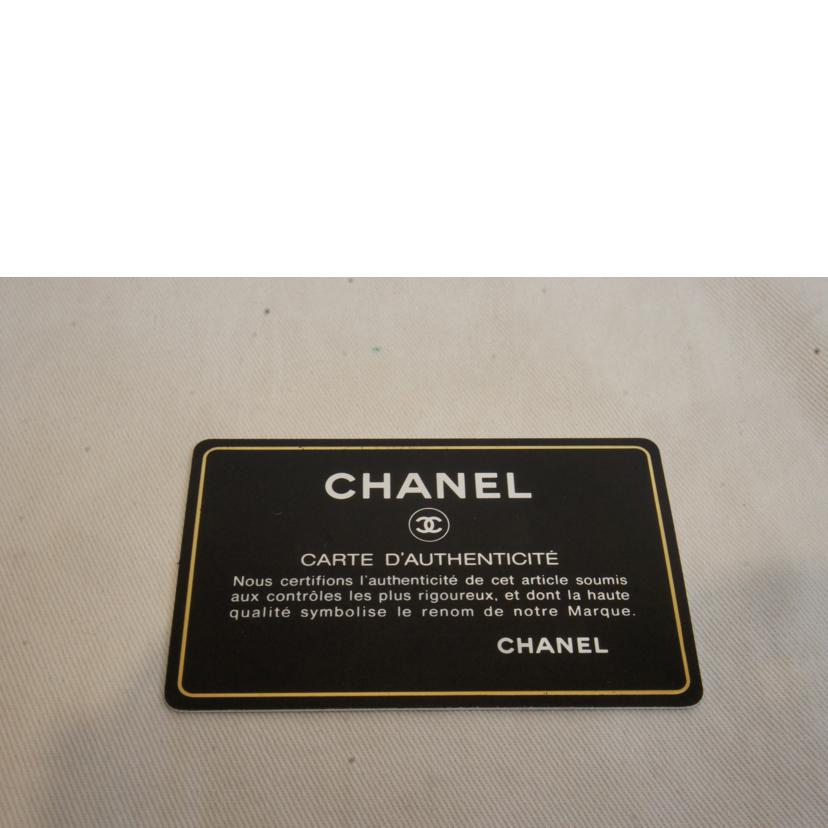 CHANEL
CARTE D'AUTHENTICITÉ
Nous certifions l'authenticité de cet article soumis
aux contrôles les plus rigoureux, et dont la haute
qualité symbolise le renom de notre Marque.
CHANEL